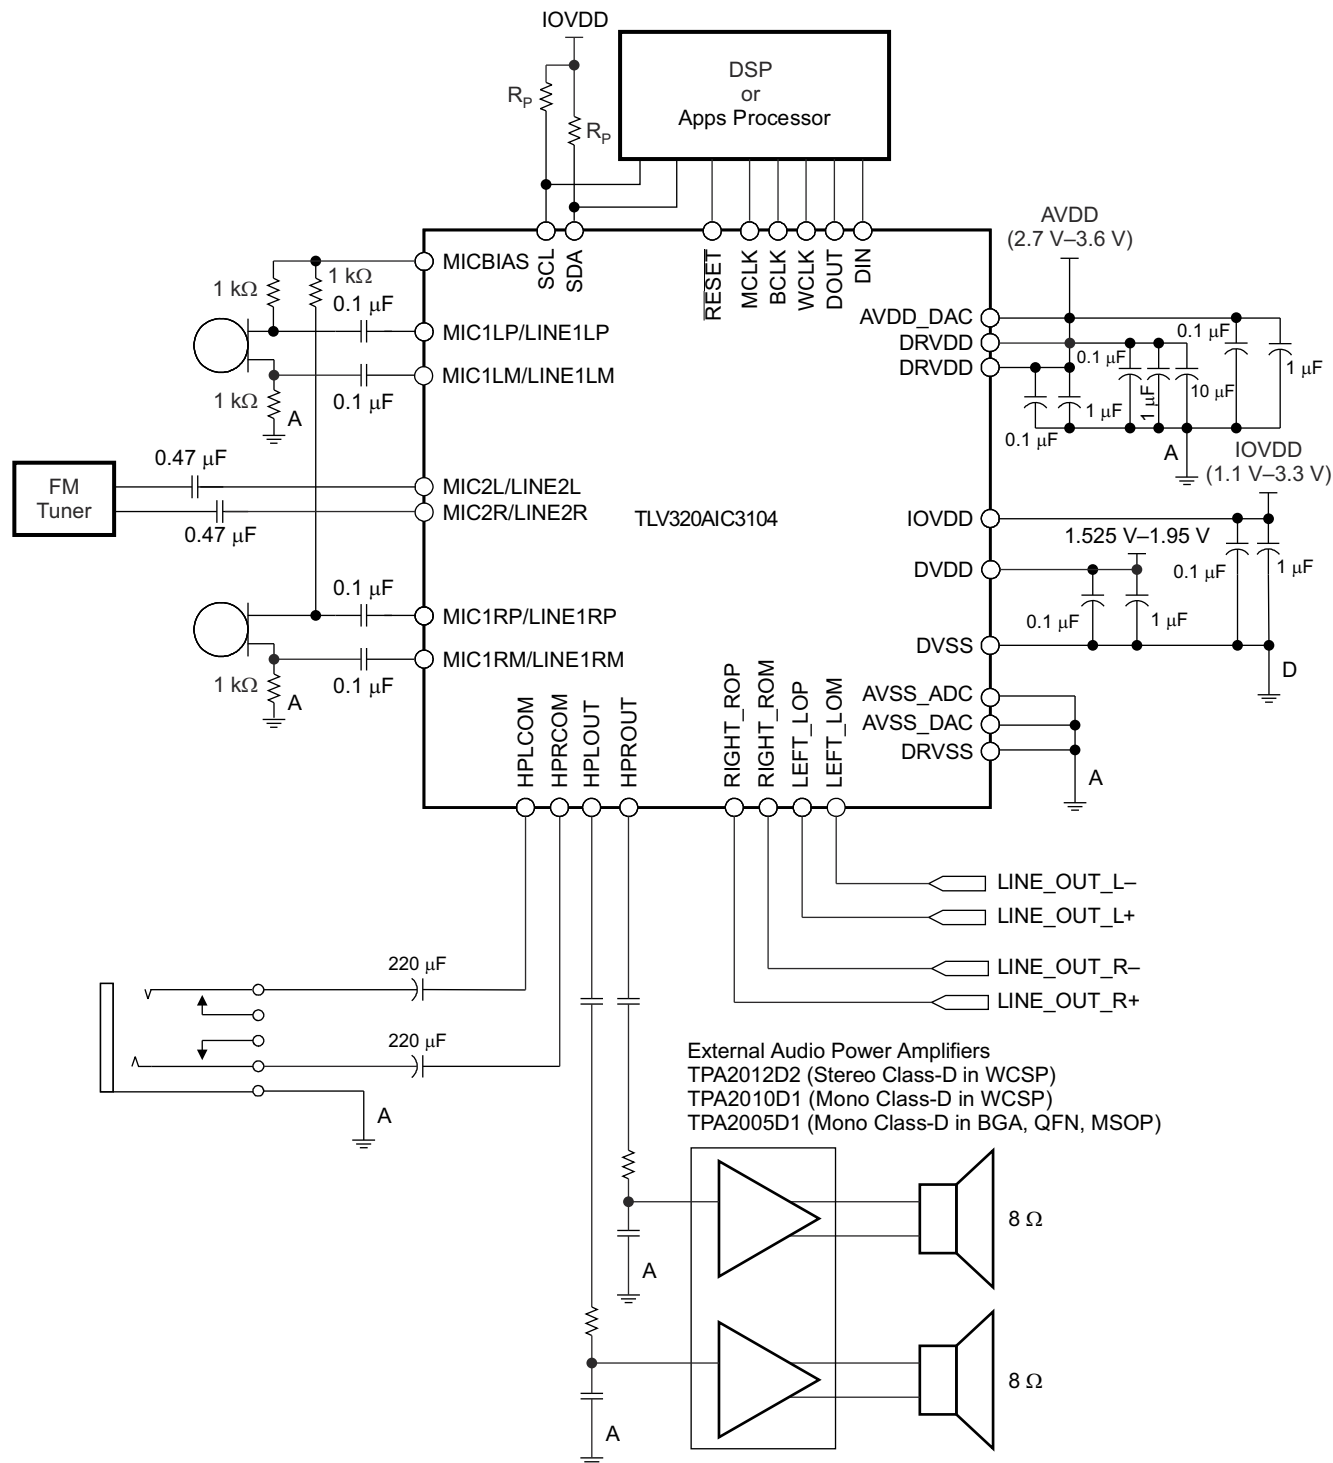 IOVDD
DSP
or
Apps Processor
R_P
R_P
AVDD
(2.7 V–3.6 V)
MICBIAS
SCL
SDA
RESET
MCLK
BCLK
WCLK
DOUT
DIN
1 kΩ
1 kΩ
0.1 μF
MIC1LP/LINE1LP
MIC1LM/LINE1LM
1 kΩ
A
0.1 μF
AVDD_DAC
DRVDD
DRVDD
0.1 μF
0.1 μF
1 μF
1 μF
10 μF
1 μF
0.1 μF
A
IOVDD
(1.1 V–3.3 V)
0.47 μF
FM
Tuner
MIC2L/LINE2L
MIC2R/LINE2R
0.47 μF
TLV320AIC3104
IOVDD
1.525 V–1.95 V
DVDD
0.1 μF
1 μF
0.1 μF
1 μF
DVSS
D
0.1 μF
MIC1RP/LINE1RP
MIC1RM/LINE1RM
1 kΩ
A
0.1 μF
AVSS_ADC
AVSS_DAC
DRVSS
A
HPLCOM
HPRCOM
HPLOUT
HPROUT
RIGHT_ROP
RIGHT_ROM
LEFT_LOP
LEFT_LOM
LINE_OUT_L–
LINE_OUT_L+
LINE_OUT_R–
LINE_OUT_R+
220 μF
220 μF
A
External Audio Power Amplifiers
TPA2012D2 (Stereo Class-D in WCSP)
TPA2010D1 (Mono Class-D in WCSP)
TPA2005D1 (Mono Class-D in BGA, QFN, MSOP)
8 Ω
A
8 Ω
A